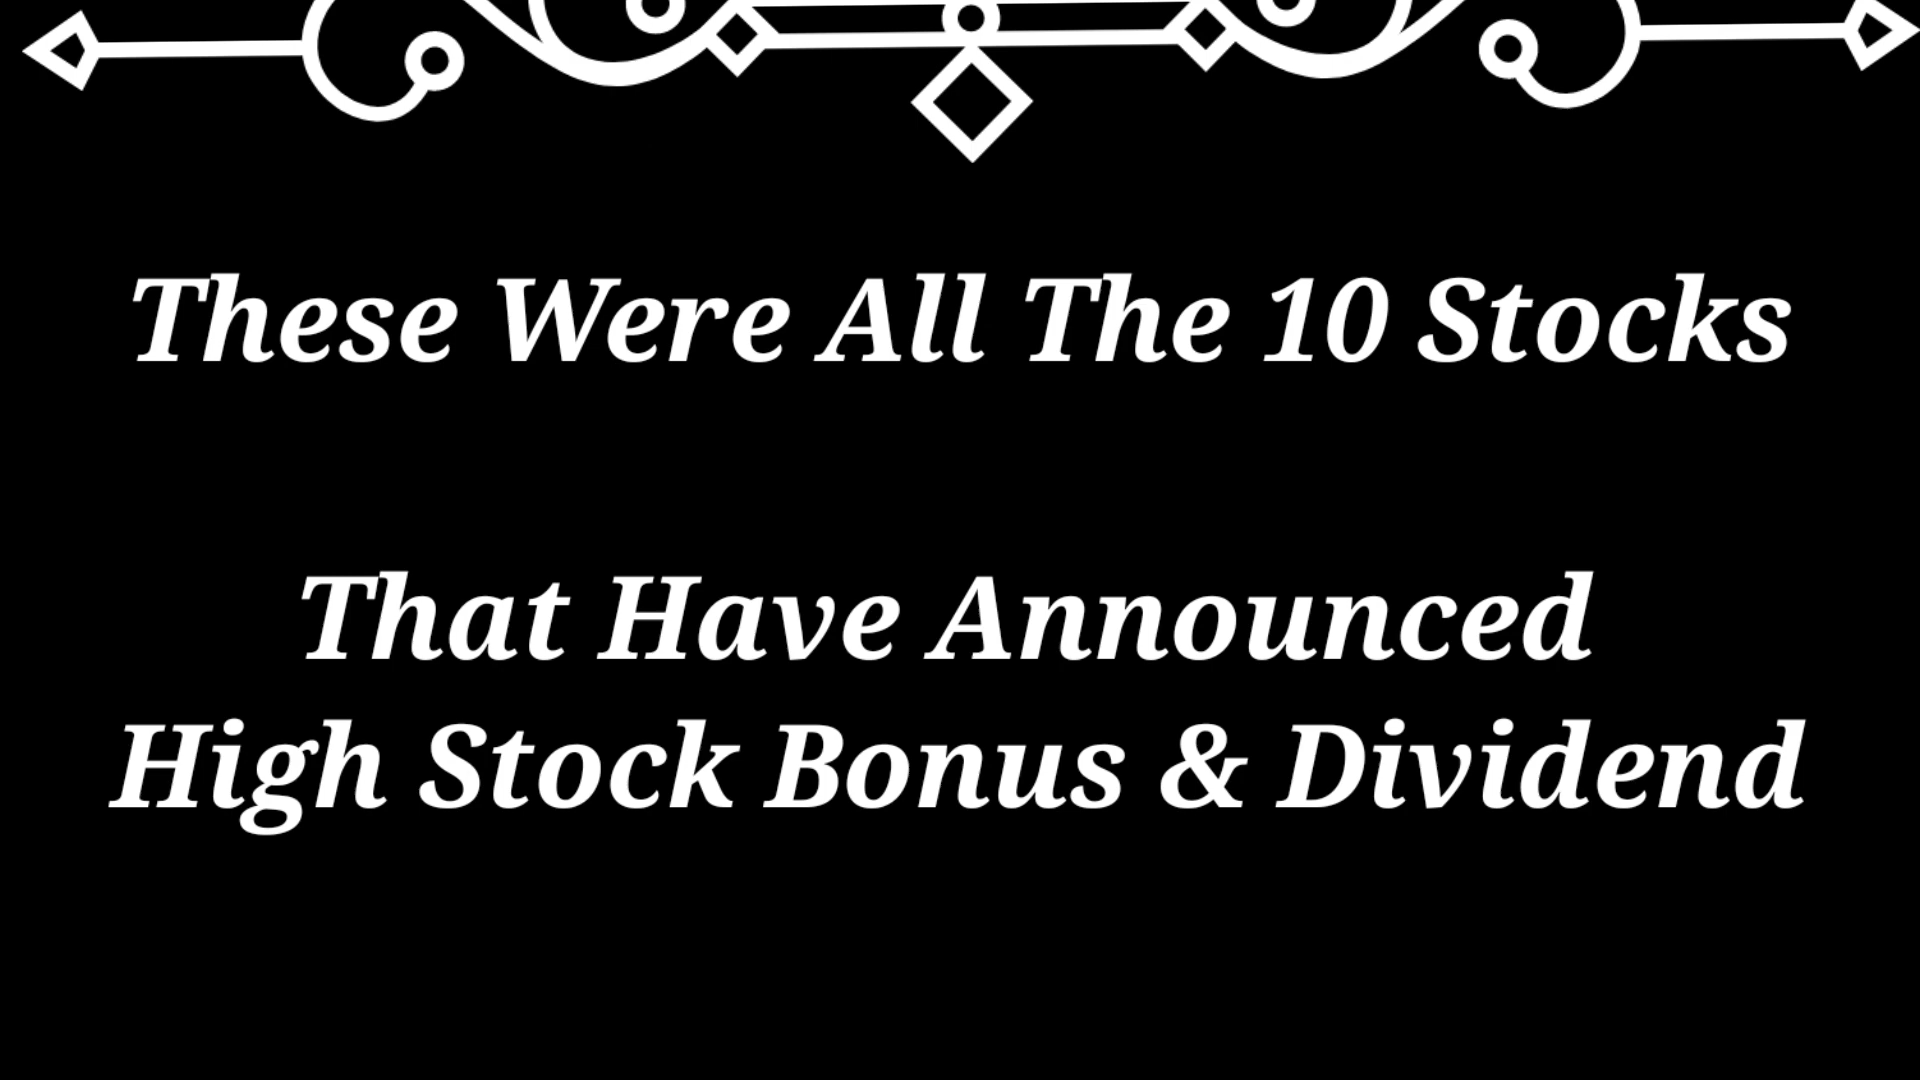 These Were All The 10 Stocks
That Have Announced
High Stock Bonus & Dividend